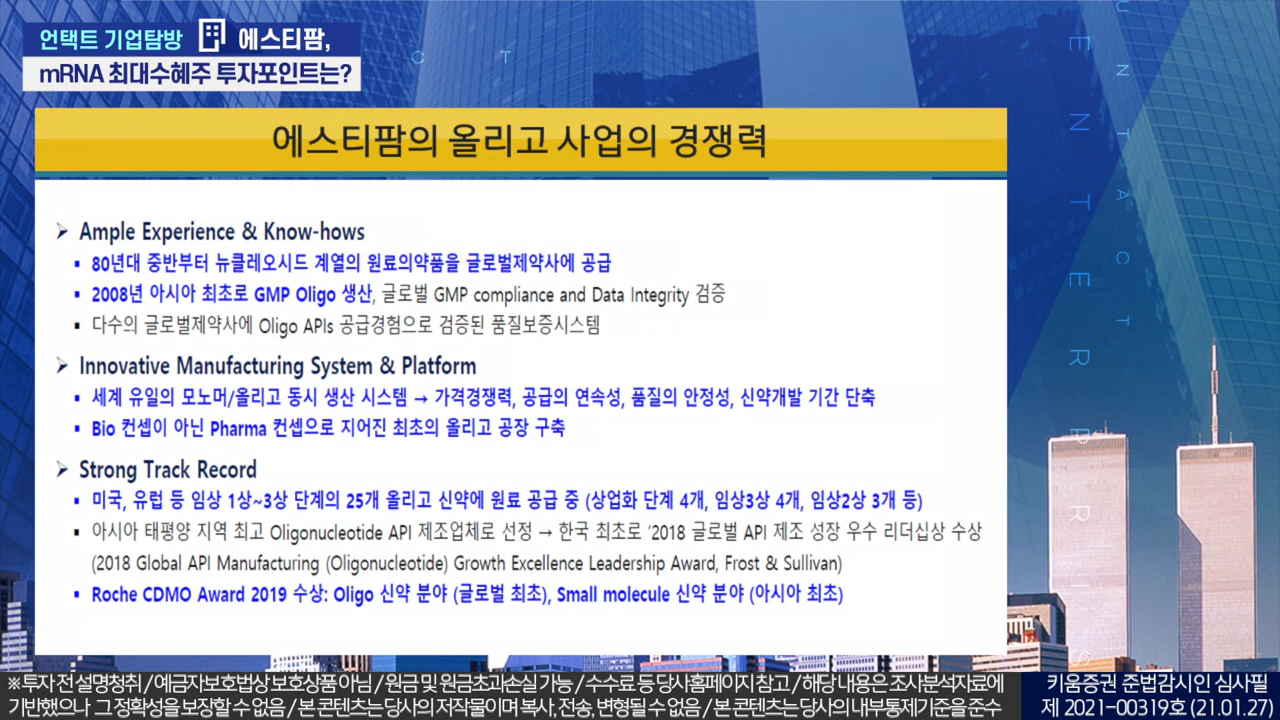 언택트 기업탐방 에스티팜,
mRNA 최대수혜주 투자포인트는?
에스티팜의 올리고 사업의 경쟁력
➢ Ample Experience & Know-hows
▪ 80년대 중반부터 뉴클레오시드 계열의 원료의약품을 글로벌제약사에 공급
▪ 2008년 아시아 최초로 GMP Oligo 생산, 글로벌 GMP compliance and Data Integrity 검증
▪ 다수의 글로벌제약사에 Oligo APIs 공급경험으로 검증된 품질보증시스템
➢ Innovative Manufacturing System & Platform
▪ 세계 유일의 모노머/올리고 동시 생산 시스템 → 가격경쟁력, 공급의 연속성, 품질의 안정성, 신약개발 기간 단축
▪ Bio 컨셉이 아닌 Pharma 컨셉으로 지어진 최초의 올리고 공장 구축
➢ Strong Track Record
▪ 미국, 유럽 등 임상 1상~3상 단계의 25개 올리고 신약에 원료 공급 중 (상업화 단계 4개, 임상3상 4개, 임상2상 3개 등)
▪ 아시아 태평양 지역 최고 Oligonucleotide API 제조업체로 선정 → 한국 최초로 ‘2018 글로벌 API 제조 성장 우수 리더십상 수상
(2018 Global API Manufacturing (Oligonucleotide) Growth Excellence Leadership Award, Frost & Sullivan)
▪ Roche CDMO Award 2019 수상: Oligo 신약 분야 (글로벌 최초), Small molecule 신약 분야 (아시아 최초)
UNTACT
ENTERPRIS
C T
※투자 전 설명청취 / 예금자보호법상 보호상품 아님 / 원금 및 원금초과손실 가능 / 수수료 등 당사홈페이지 참고 / 해당 내용은 조사분석자료에
기반했으나 그 정확성을 보장할 수 없음 / 본 콘텐츠는 당사의 저작물이며 복사, 전송, 변형될 수 없음 / 본 콘텐츠는 당사의 내부통제기준을 준수
키움증권 준법감시인 심사필
제 2021-00319호 (21.01.27)